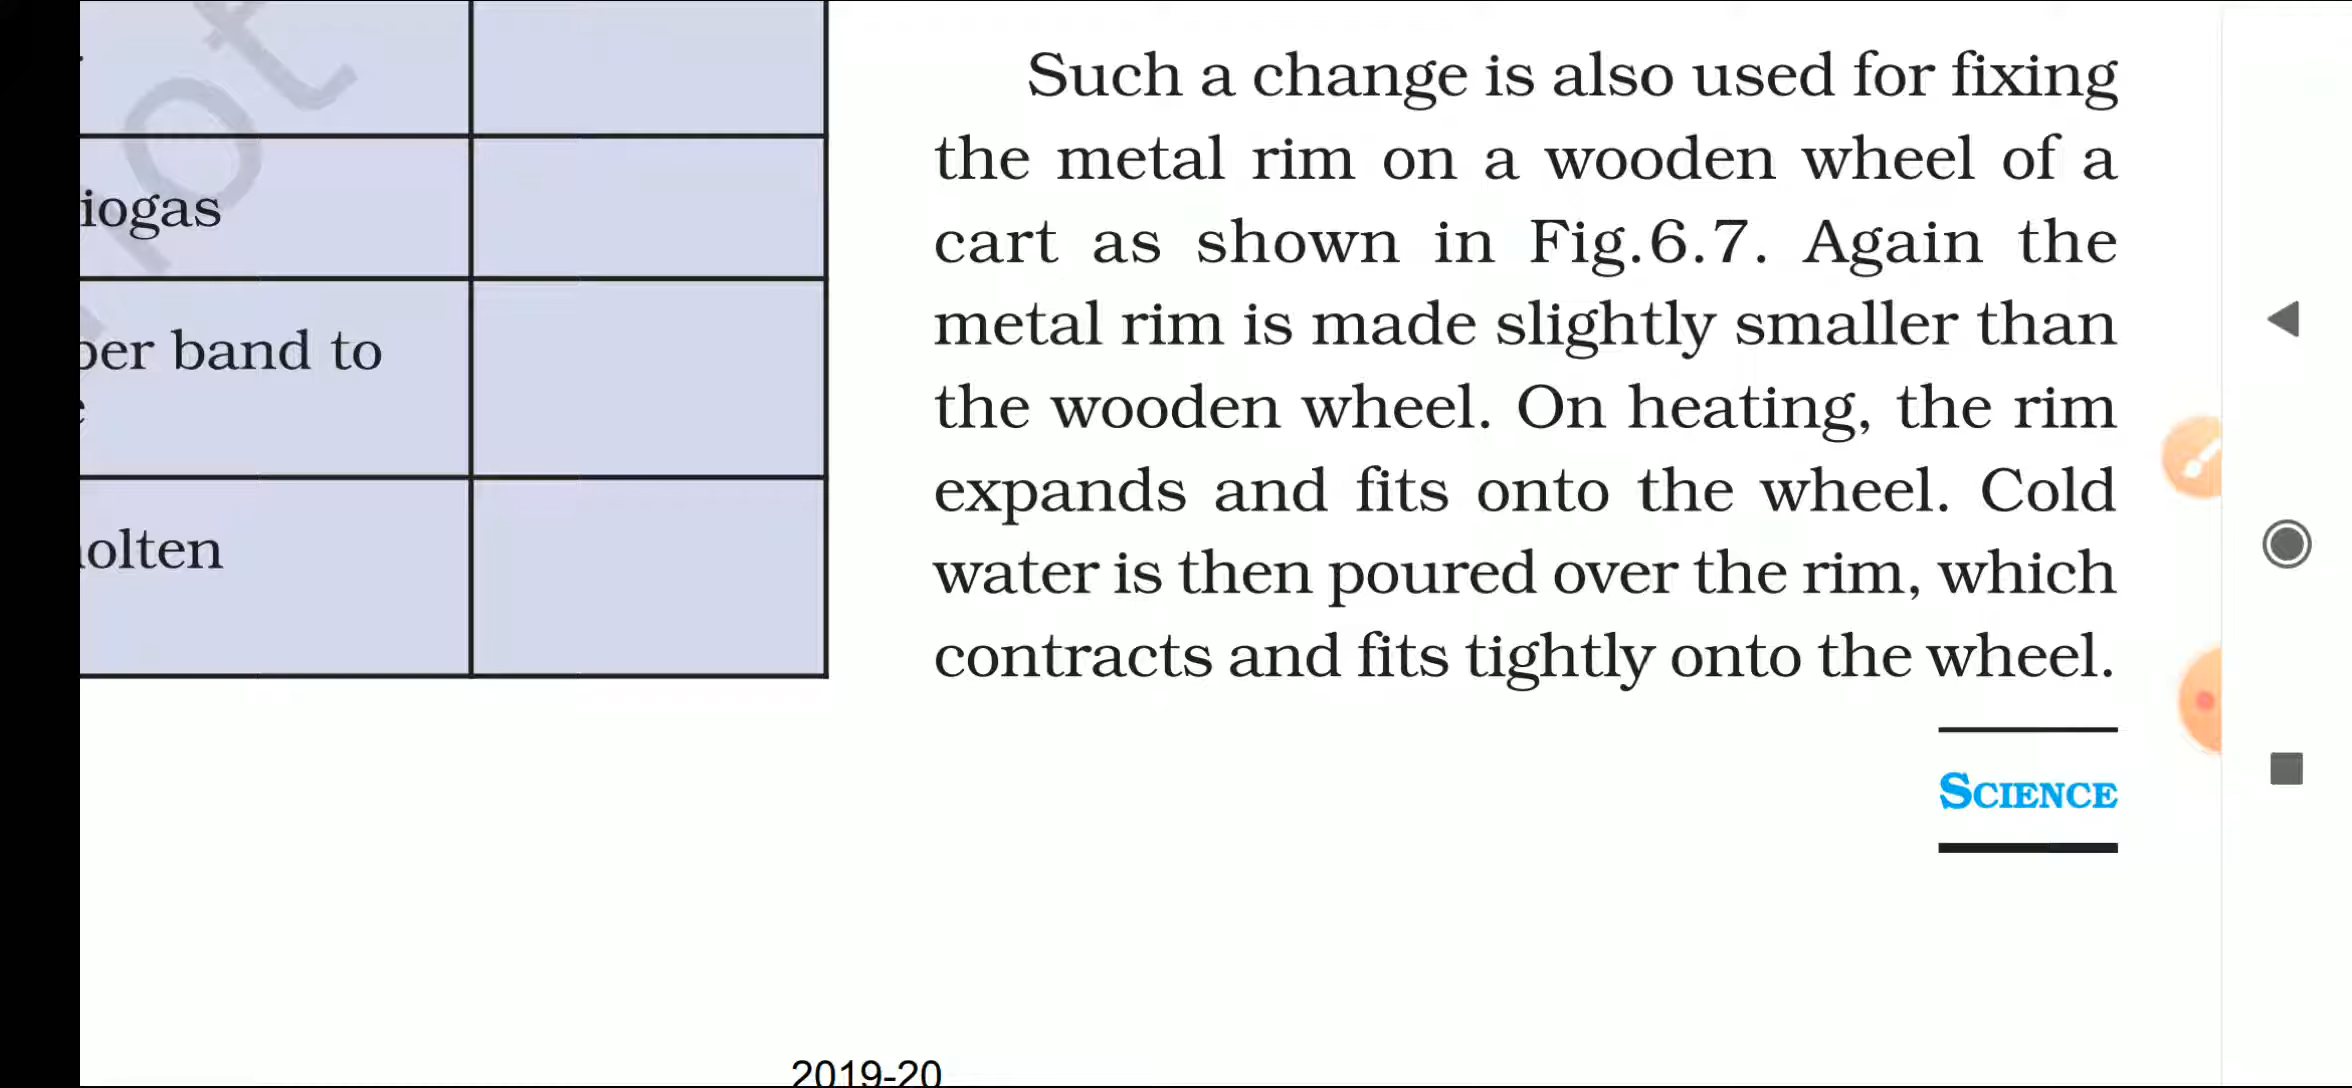 iogas
band to
Such a change is also used for fixing
the metal rim on a wooden wheel of a
cart as shown in Fig.6.7. Again the
metal rim is made slightly smaller than
the wooden wheel. On heating, the rim
expands and fits onto the wheel. Cold
water is then poured over the rim, which
contracts and fits tightly onto the wheel.
SCIENCE
2019-20